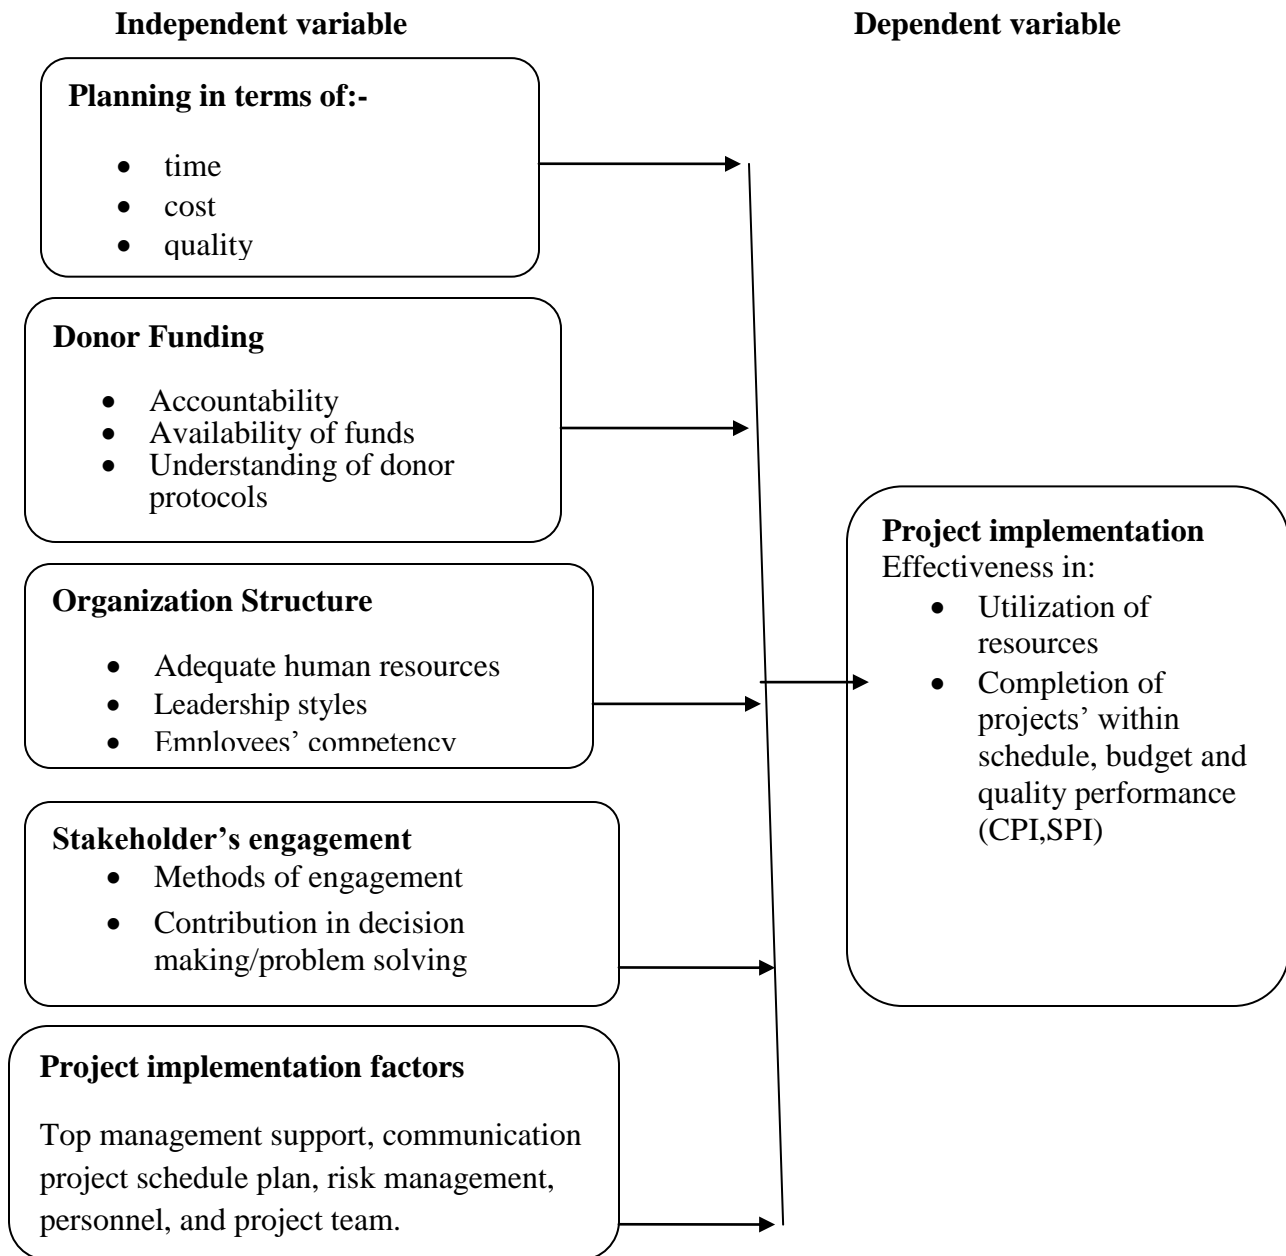 Independent variable
Dependent variable
Planning in terms of:-
• time
• cost
• quality
Donor Funding
• Accountability
• Availability of funds
• Understanding of donor
protocols
Organization Structure
• Adequate human resources
• Leadership styles
• Employees’ competency
Stakeholder’s engagement
• Methods of engagement
• Contribution in decision
making/problem solving
Project implementation factors
Top management support, communication
project schedule plan, risk management,
personnel, and project team.
Project implementation
Effectiveness in:
• Utilization of
resources
• Completion of
projects’ within
schedule, budget and
quality performance
(CPI,SPI)